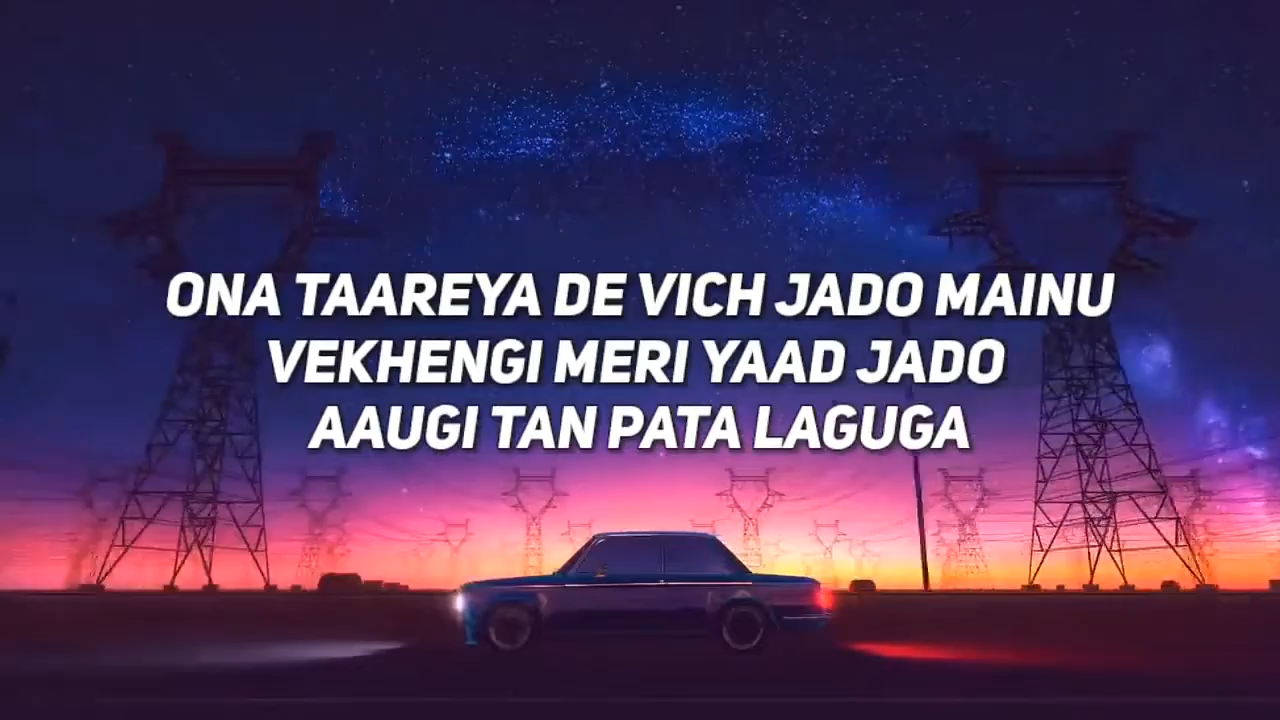 ONA TAAREYA DE VICH JADO MAINU
VEKHENGI MERI YAAD JADO
AAUGI TAN PATA LAGUGA